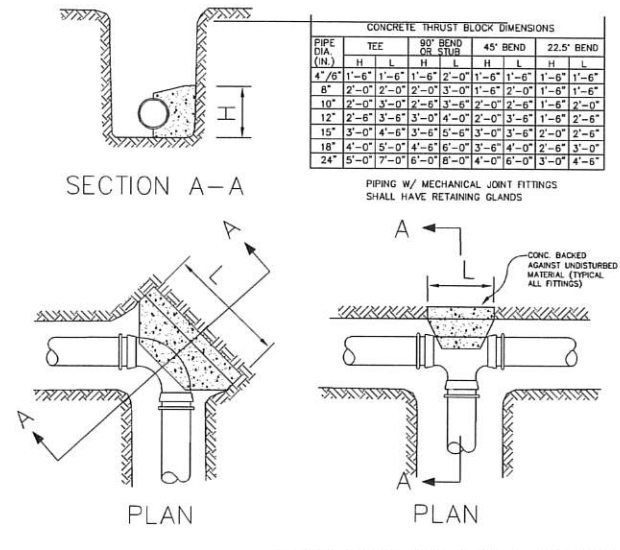 CONCRETE THRUST BLOCK DIMENSIONS
PIPE DIA. (IN.) TEE 90° BEND OR STUB 45° BEND 22.5° BEND
H L H L H L H L
4"/6" 1'-6" 1'-6" 1'-6" 2'-0" 1'-6" 1'-6" 1'-6" 1'-6"
8" 2'-0" 2'-0" 2'-0" 3'-0" 1'-6" 2'-0" 1'-6" 1'-6"
10" 2'-0" 3'-0" 2'-6" 3'-6" 2'-0" 2'-6" 1'-6" 2'-0"
12" 2'-6" 3'-6" 3'-0" 4'-0" 2'-0" 3'-6" 2'-0" 2'-0"
15" 3'-0" 4'-6" 3'-6" 5'-6" 3'-0" 3'-6" 2'-0" 2'-6"
18" 4'-0" 5'-0" 4'-6" 6'-0" 3'-6" 4'-0" 2'-6" 3'-0"
24" 5'-0" 7'-0" 6'-0" 8'-0" 4'-0" 6'-0" 3'-0" 4'-6"
H
SECTION A-A
PIPING W/ MECHANICAL JOINT FITTINGS
SHALL HAVE RETAINING GLANDS
A
L
A
PLAN
A
L
CONC. BACKED
AGAINST UNDISTURBED
MATERIAL (TYPICAL
ALL FITTINGS)
A
PLAN